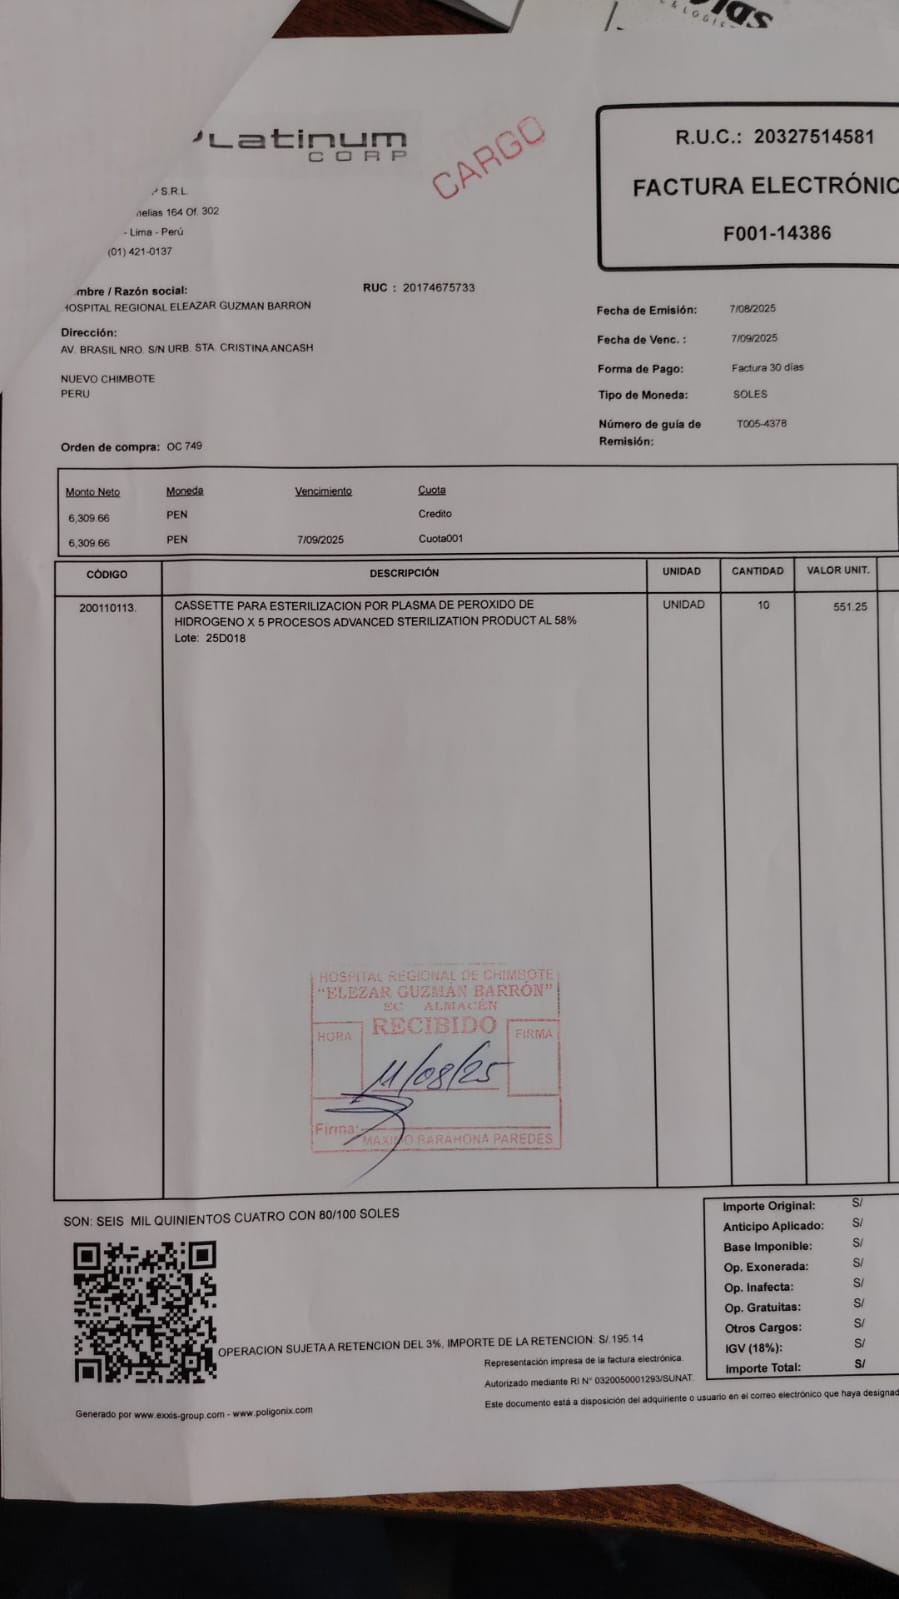 Platinum
CORP
CARGO
S.R.L.
164 Of. 302
- Lima - Perú
(01) 421-0137
R.U.C.: 20327514581
FACTURA ELECTRÓNIC
F001-14386
mbre / Razón social:
HOSPITAL REGIONAL ELEAZAR GUZMAN BARRON
RUC : 20174675733
Dirección:
AV. BRASIL NRO. S/N URB. STA. CRISTINA ANCASH
NUEVO CHIMBOTE
PERU
Fecha de Emisión: 7/08/2025
Fecha de Venc. : 7/09/2025
Forma de Pago: Factura 30 días
Tipo de Moneda: SOLES
Número de guía de Remisión: T005-4378
Orden de compra: OC 749
Monto Neto Moneda Vencimiento Cuota
6,309.66 PEN Credito
6,309.66 PEN 7/09/2025 Cuota001
CÓDIGO DESCRIPCIÓN UNIDAD CANTIDAD VALOR UNIT.
200110113. CASSETTE PARA ESTERILIZACION POR PLASMA DE PEROXIDO DE UNIDAD 10 551.25
HIDROGENO X 5 PROCESOS ADVANCED STERILIZATION PRODUCT AL 58%
Lote: 25D018
HOSPITAL REGIONAL DE CHIMBOTE
"ELEZAR GUZMÁN BARRÓN"
EC ALMACÉN
RECIBIDO
HORA FIRMA
11/08/25
Firma:
MAXIMO BARAHONA PAREDES
SON: SEIS MIL QUINIENTOS CUATRO CON 80/100 SOLES
Importe Original: S/
Anticipo Aplicado: S/
Base Imponible: S/
Op. Exonerada: S/
Op. Inafecta: S/
Op. Gratuitas: S/
Otros Cargos: S/
IGV (18%): S/
Importe Total: S/
OPERACION SUJETA A RETENCION DEL 3%, IMPORTE DE LA RETENCION: S/.195.14
Representación impresa de la factura electrónica.
Autorizado mediante RI N° 0320050001293/SUNAT.
Este documento está a disposición del adquiriente o usuario en el correo electrónico que haya designad
Generado por www.exxis-group.com - www.poligonix.com